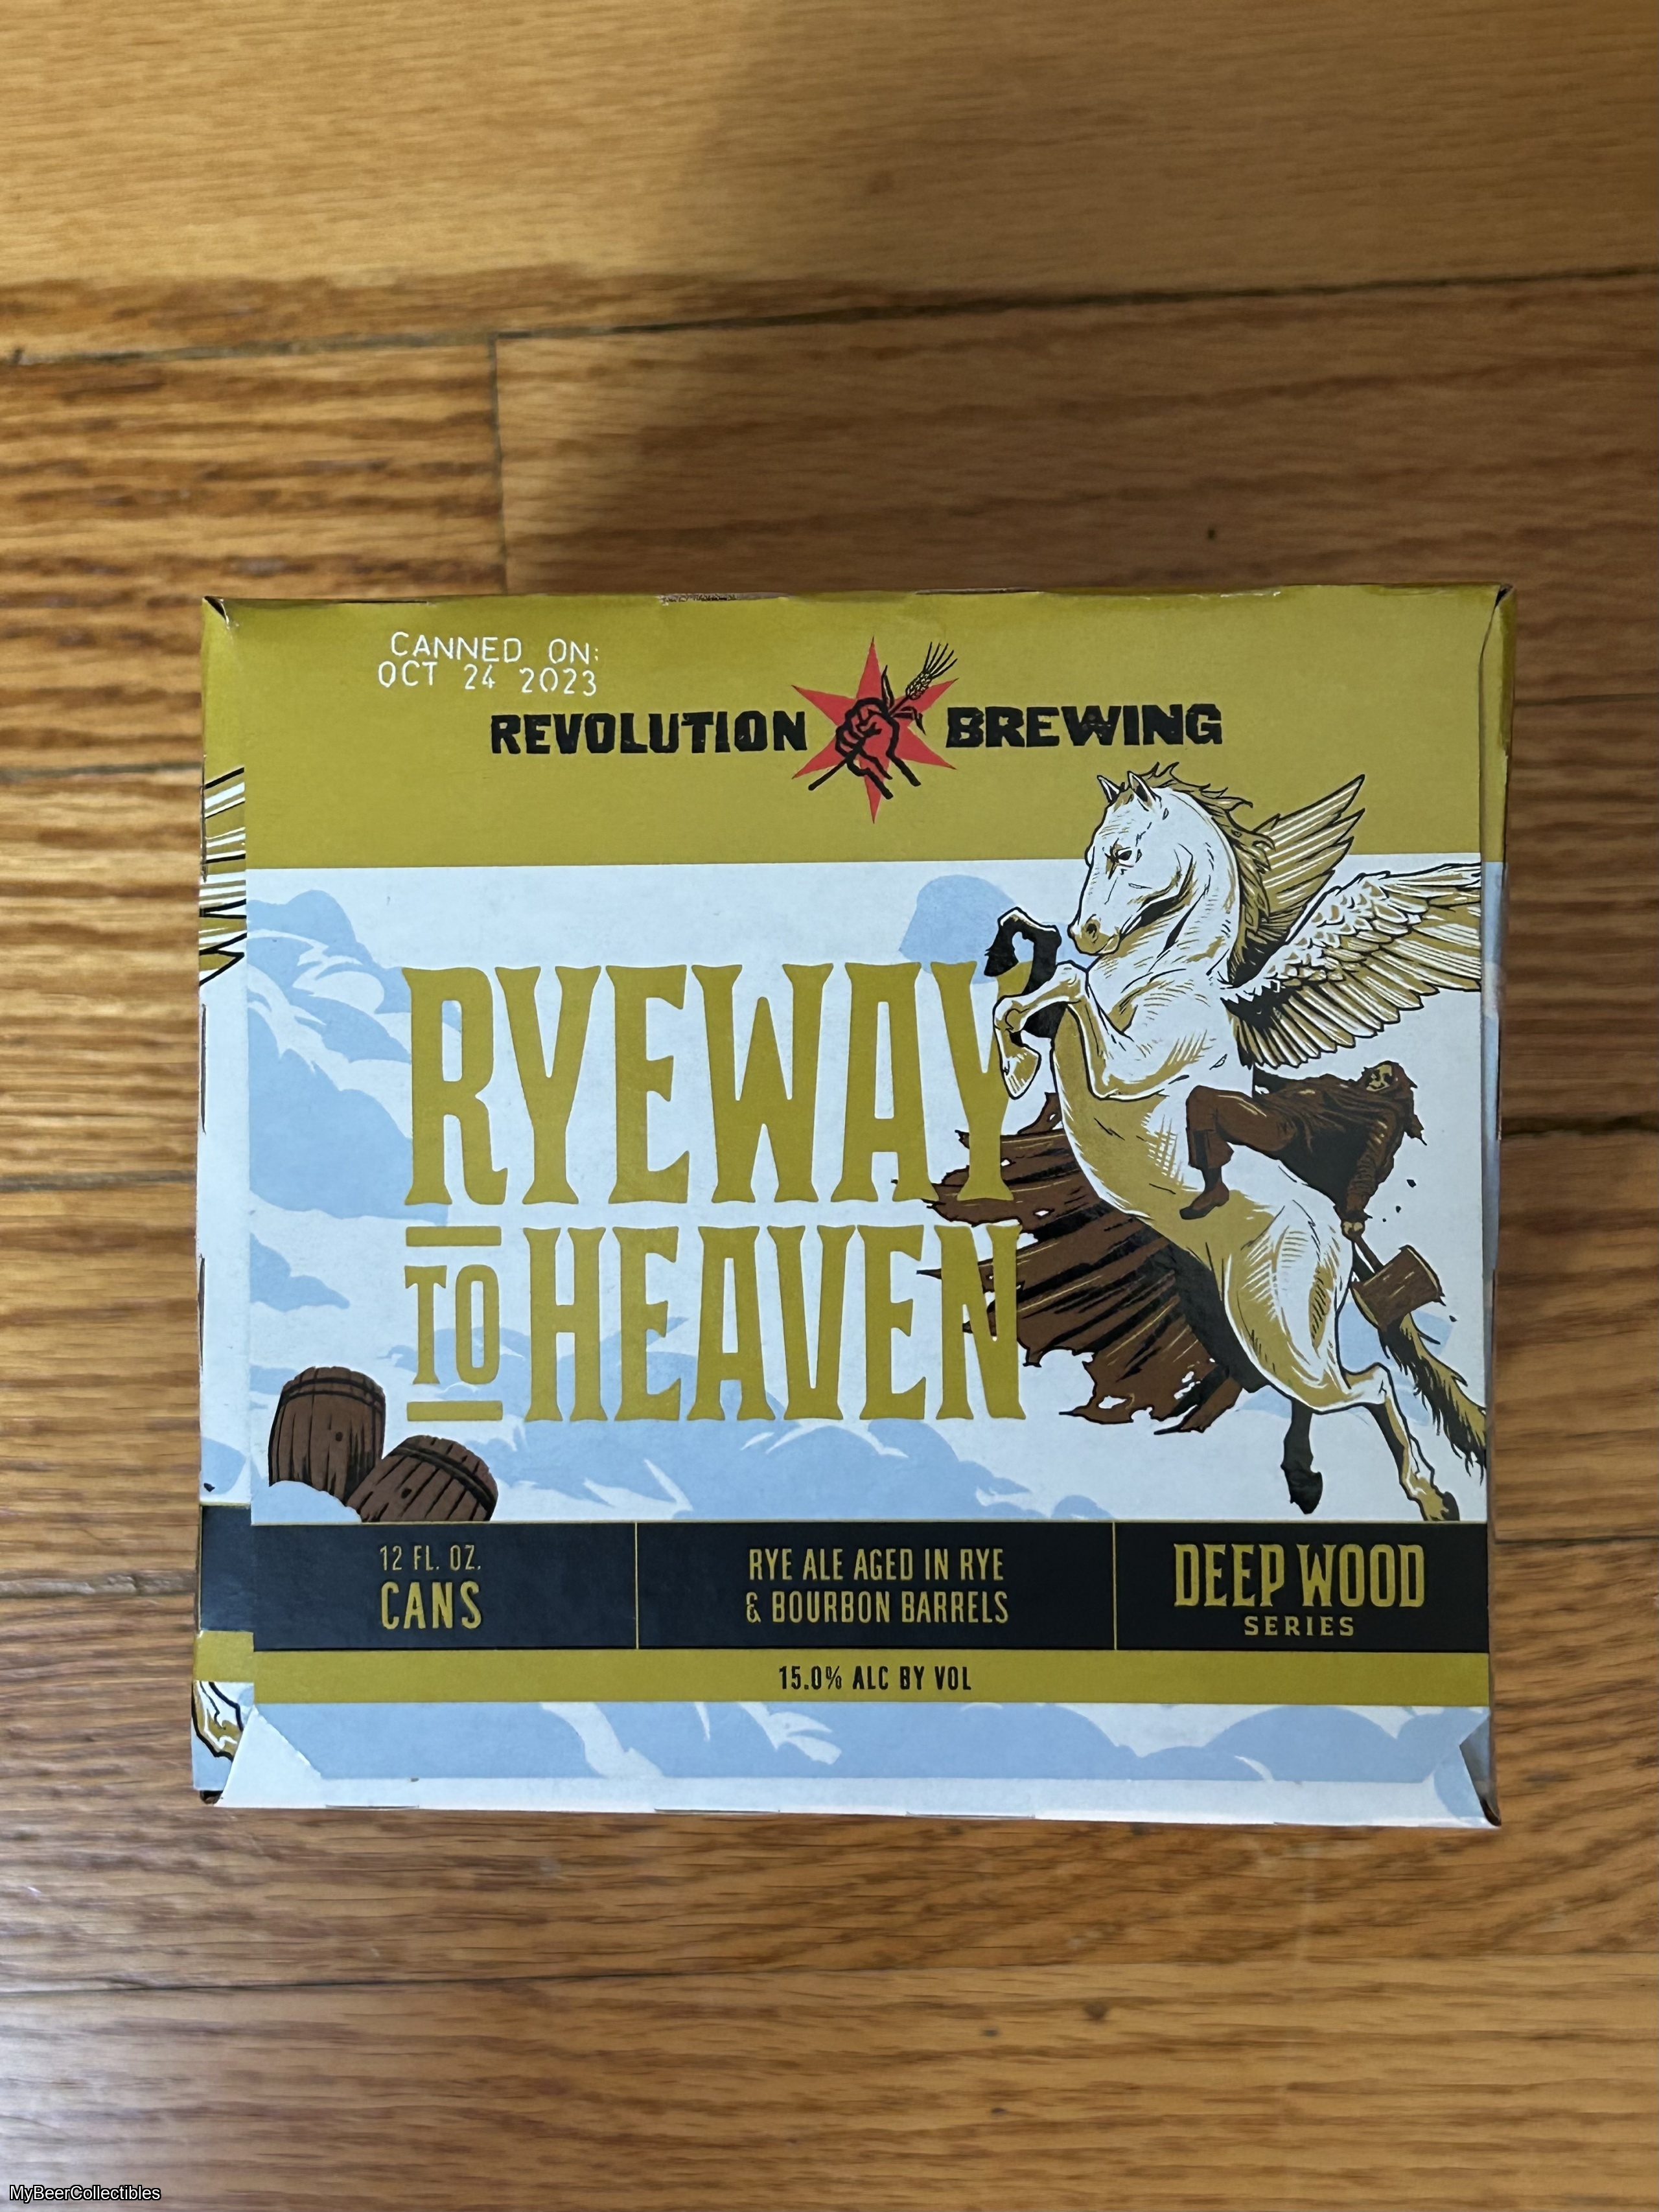 CANNED ON:
OCT 24 2023
REVOLUTION BREWING
RYEWAY
TO HEAVEN
12 FL. OZ.
CANS
RYE ALE AGED IN RYE
& BOURBON BARRELS
DEEP WOOD
SERIES
15.0% ALC BY VOL
MyBeerCollectibles